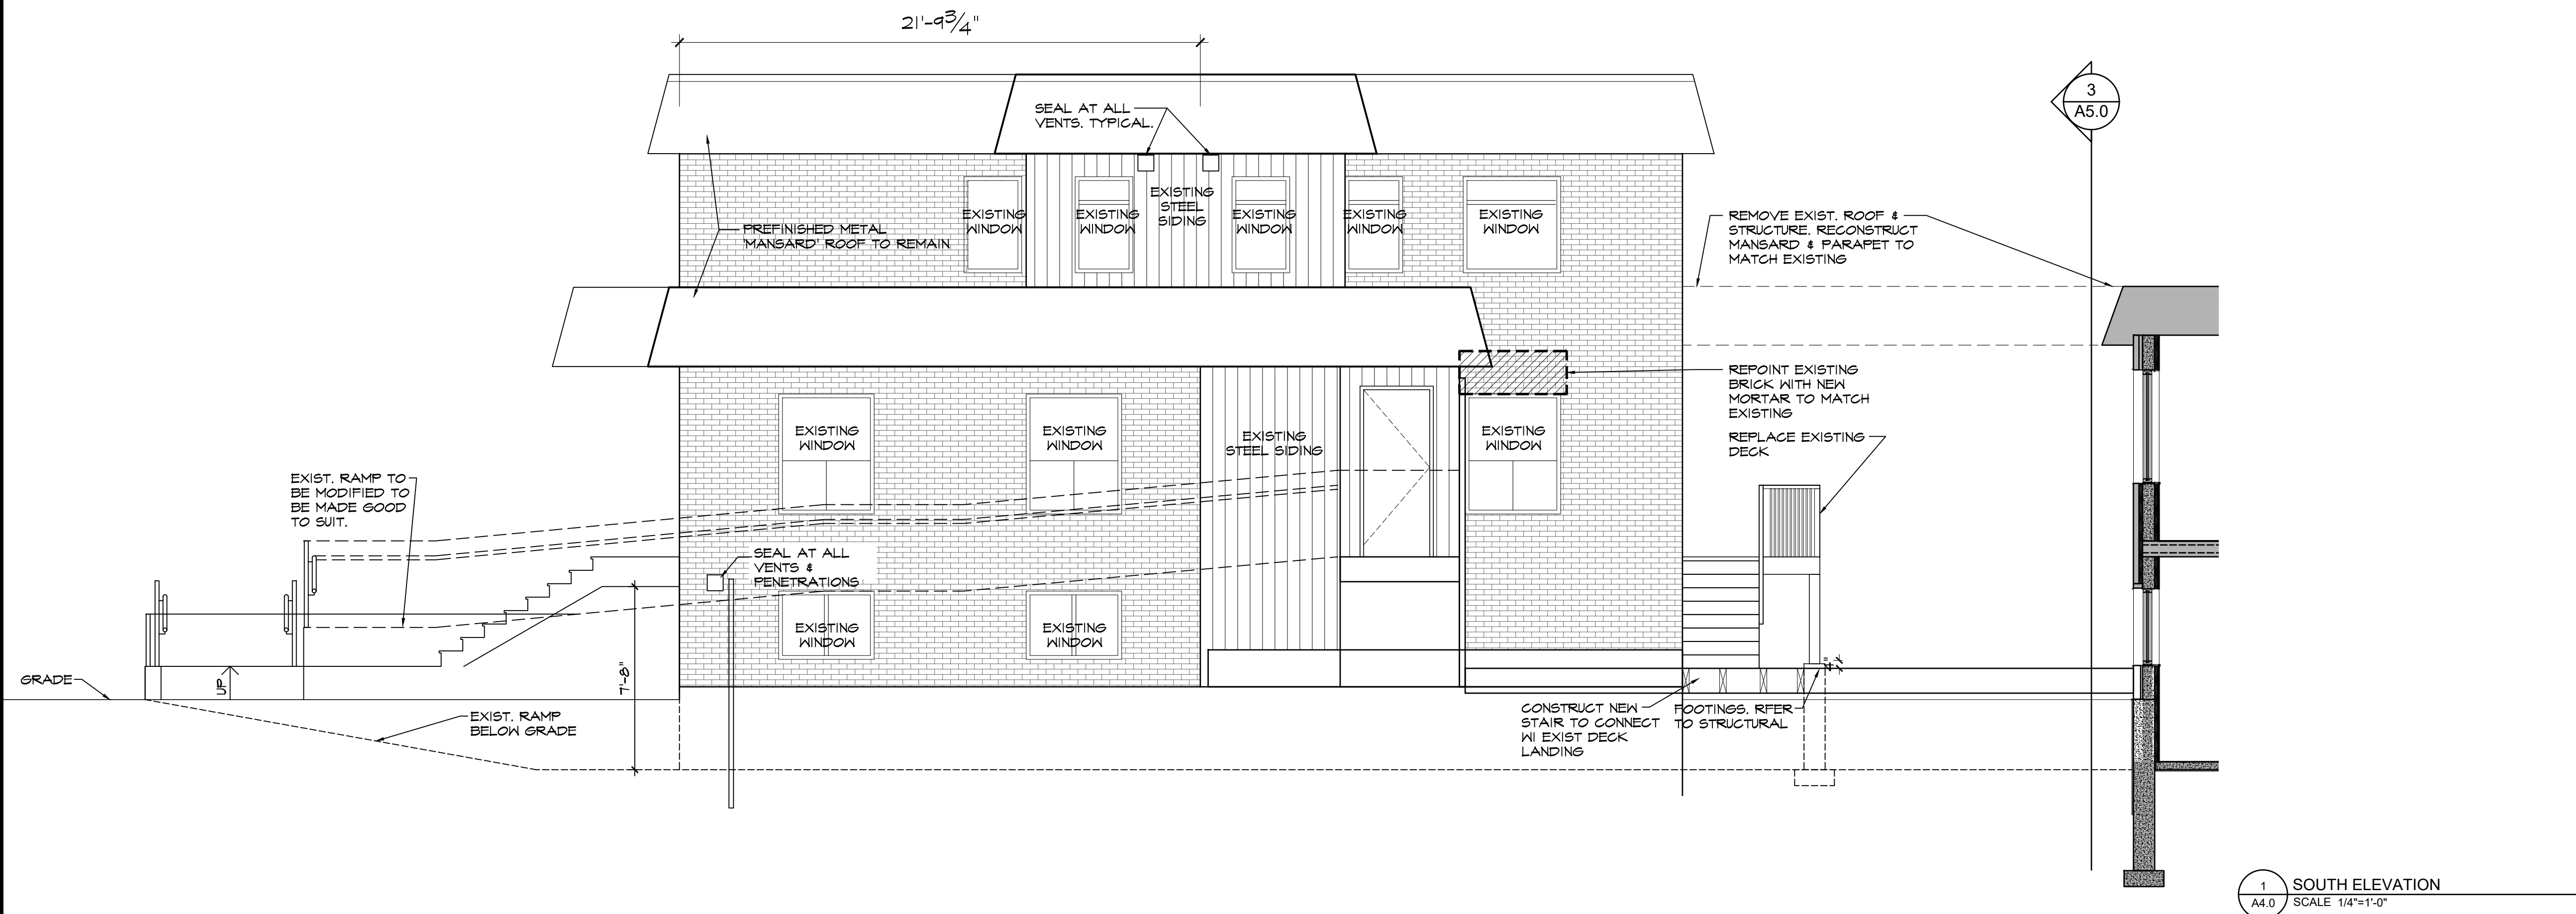 21'-9 3/4"
SEAL AT ALL
VENTS. TYPICAL.
3
A5.0
EXISTING
WINDOW
EXISTING
WINDOW
EXISTING
STEEL
SIDING
EXISTING
WINDOW
EXISTING
WINDOW
EXISTING
WINDOW
PREFINISHED METAL
'MANSARD' ROOF TO REMAIN
REMOVE EXIST. ROOF &
STRUCTURE. RECONSTRUCT
MANSARD & PARAPET TO
MATCH EXISTING
REPOINT EXISTING
BRICK WITH NEW
MORTAR TO MATCH
EXISTING
REPLACE EXISTING
DECK
EXISTING
WINDOW
EXISTING
WINDOW
EXISTING
STEEL SIDING
EXISTING
WINDOW
EXIST. RAMP TO
BE MODIFIED TO
BE MADE GOOD
TO SUIT.
SEAL AT ALL
VENTS &
PENETRATIONS
EXISTING
WINDOW
EXISTING
WINDOW
GRADE
UP
7'-8"
4"
EXIST. RAMP
BELOW GRADE
CONSTRUCT NEW
STAIR TO CONNECT
W\ EXIST DECK
LANDING
FOOTINGS. RFER
TO STRUCTURAL
1
A4.0
SOUTH ELEVATION
SCALE 1/4"=1'-0"